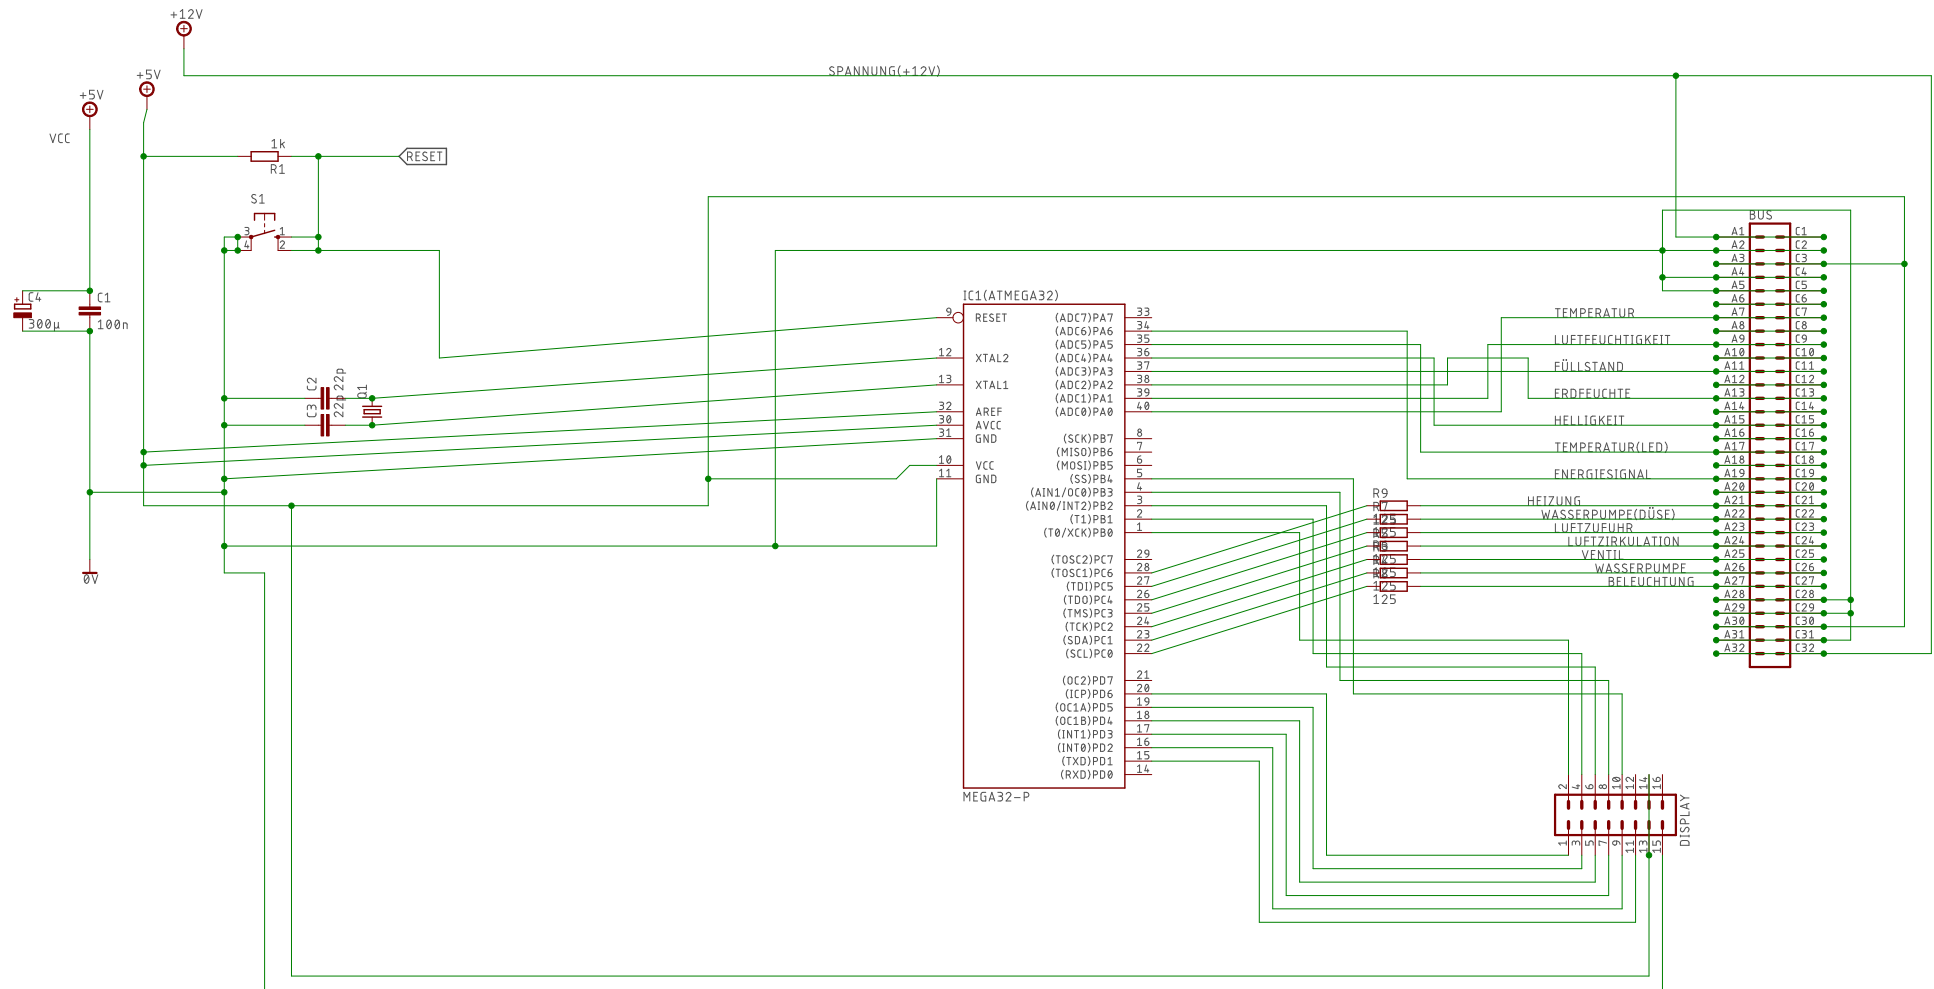 +12V
SPANNUNG(+12V)
+5V
+5V
VCC
1k
R1
RESET
S1
3 1
4 2
C4
300µ
C1
100n
0V
C2
22p
C3
22p
Q1
IC1(ATMEGA32)
9 RESET
12 XTAL2
13 XTAL1
32 AREF
30 AVCC
31 GND
10 VCC
11 GND
(ADC7)PA7 33
(ADC6)PA6 34
(ADC5)PA5 35
(ADC4)PA4 36
(ADC3)PA3 37
(ADC2)PA2 38
(ADC1)PA1 39
(ADC0)PA0 40
(SCK)PB7 8
(MISO)PB6 7
(MOSI)PB5 6
(SS)PB4 5
(AIN1/OC0)PB3 4
(AIN0/INT2)PB2 3
(T1)PB1 2
(T0/XCK)PB0 1
(TOSC2)PC7 29
(TOSC1)PC6 28
(TDI)PC5 27
(TDO)PC4 26
(TMS)PC3 25
(TCK)PC2 24
(SDA)PC1 23
(SCL)PC0 22
(OC2)PD7 21
(ICP)PD6 20
(OC1A)PD5 19
(OC1B)PD4 18
(INT1)PD3 17
(INT0)PD2 16
(TXD)PD1 15
(RXD)PD0 14
MEGA32-P
R9
R7
125
125
TEMPERATUR
LUFTFEUCHTIGKEIT
FÜLLSTAND
ERDFEUCHTE
HELLIGKEIT
TEMPERATUR(LED)
ENERGIESIGNAL
HEIZUNG
WASSERPUMPE(DÜSE)
LUFTZUFUHR
LUFTZIRKULATION
VENTIL
WASSERPUMPE
BELEUCHTUNG
BUS
A1 C1
A2 C2
A3 C3
A4 C4
A5 C5
A6 C6
A7 C7
A8 C8
A9 C9
A10 C10
A11 C11
A12 C12
A13 C13
A14 C14
A15 C15
A16 C16
A17 C17
A18 C18
A19 C19
A20 C20
A21 C21
A22 C22
A23 C23
A24 C24
A25 C25
A26 C26
A27 C27
A28 C28
A29 C29
A30 C30
A31 C31
A32 C32
2 4 6 8 10 12 14 16
DISPLAY
1 3 5 7 9 11 13 15